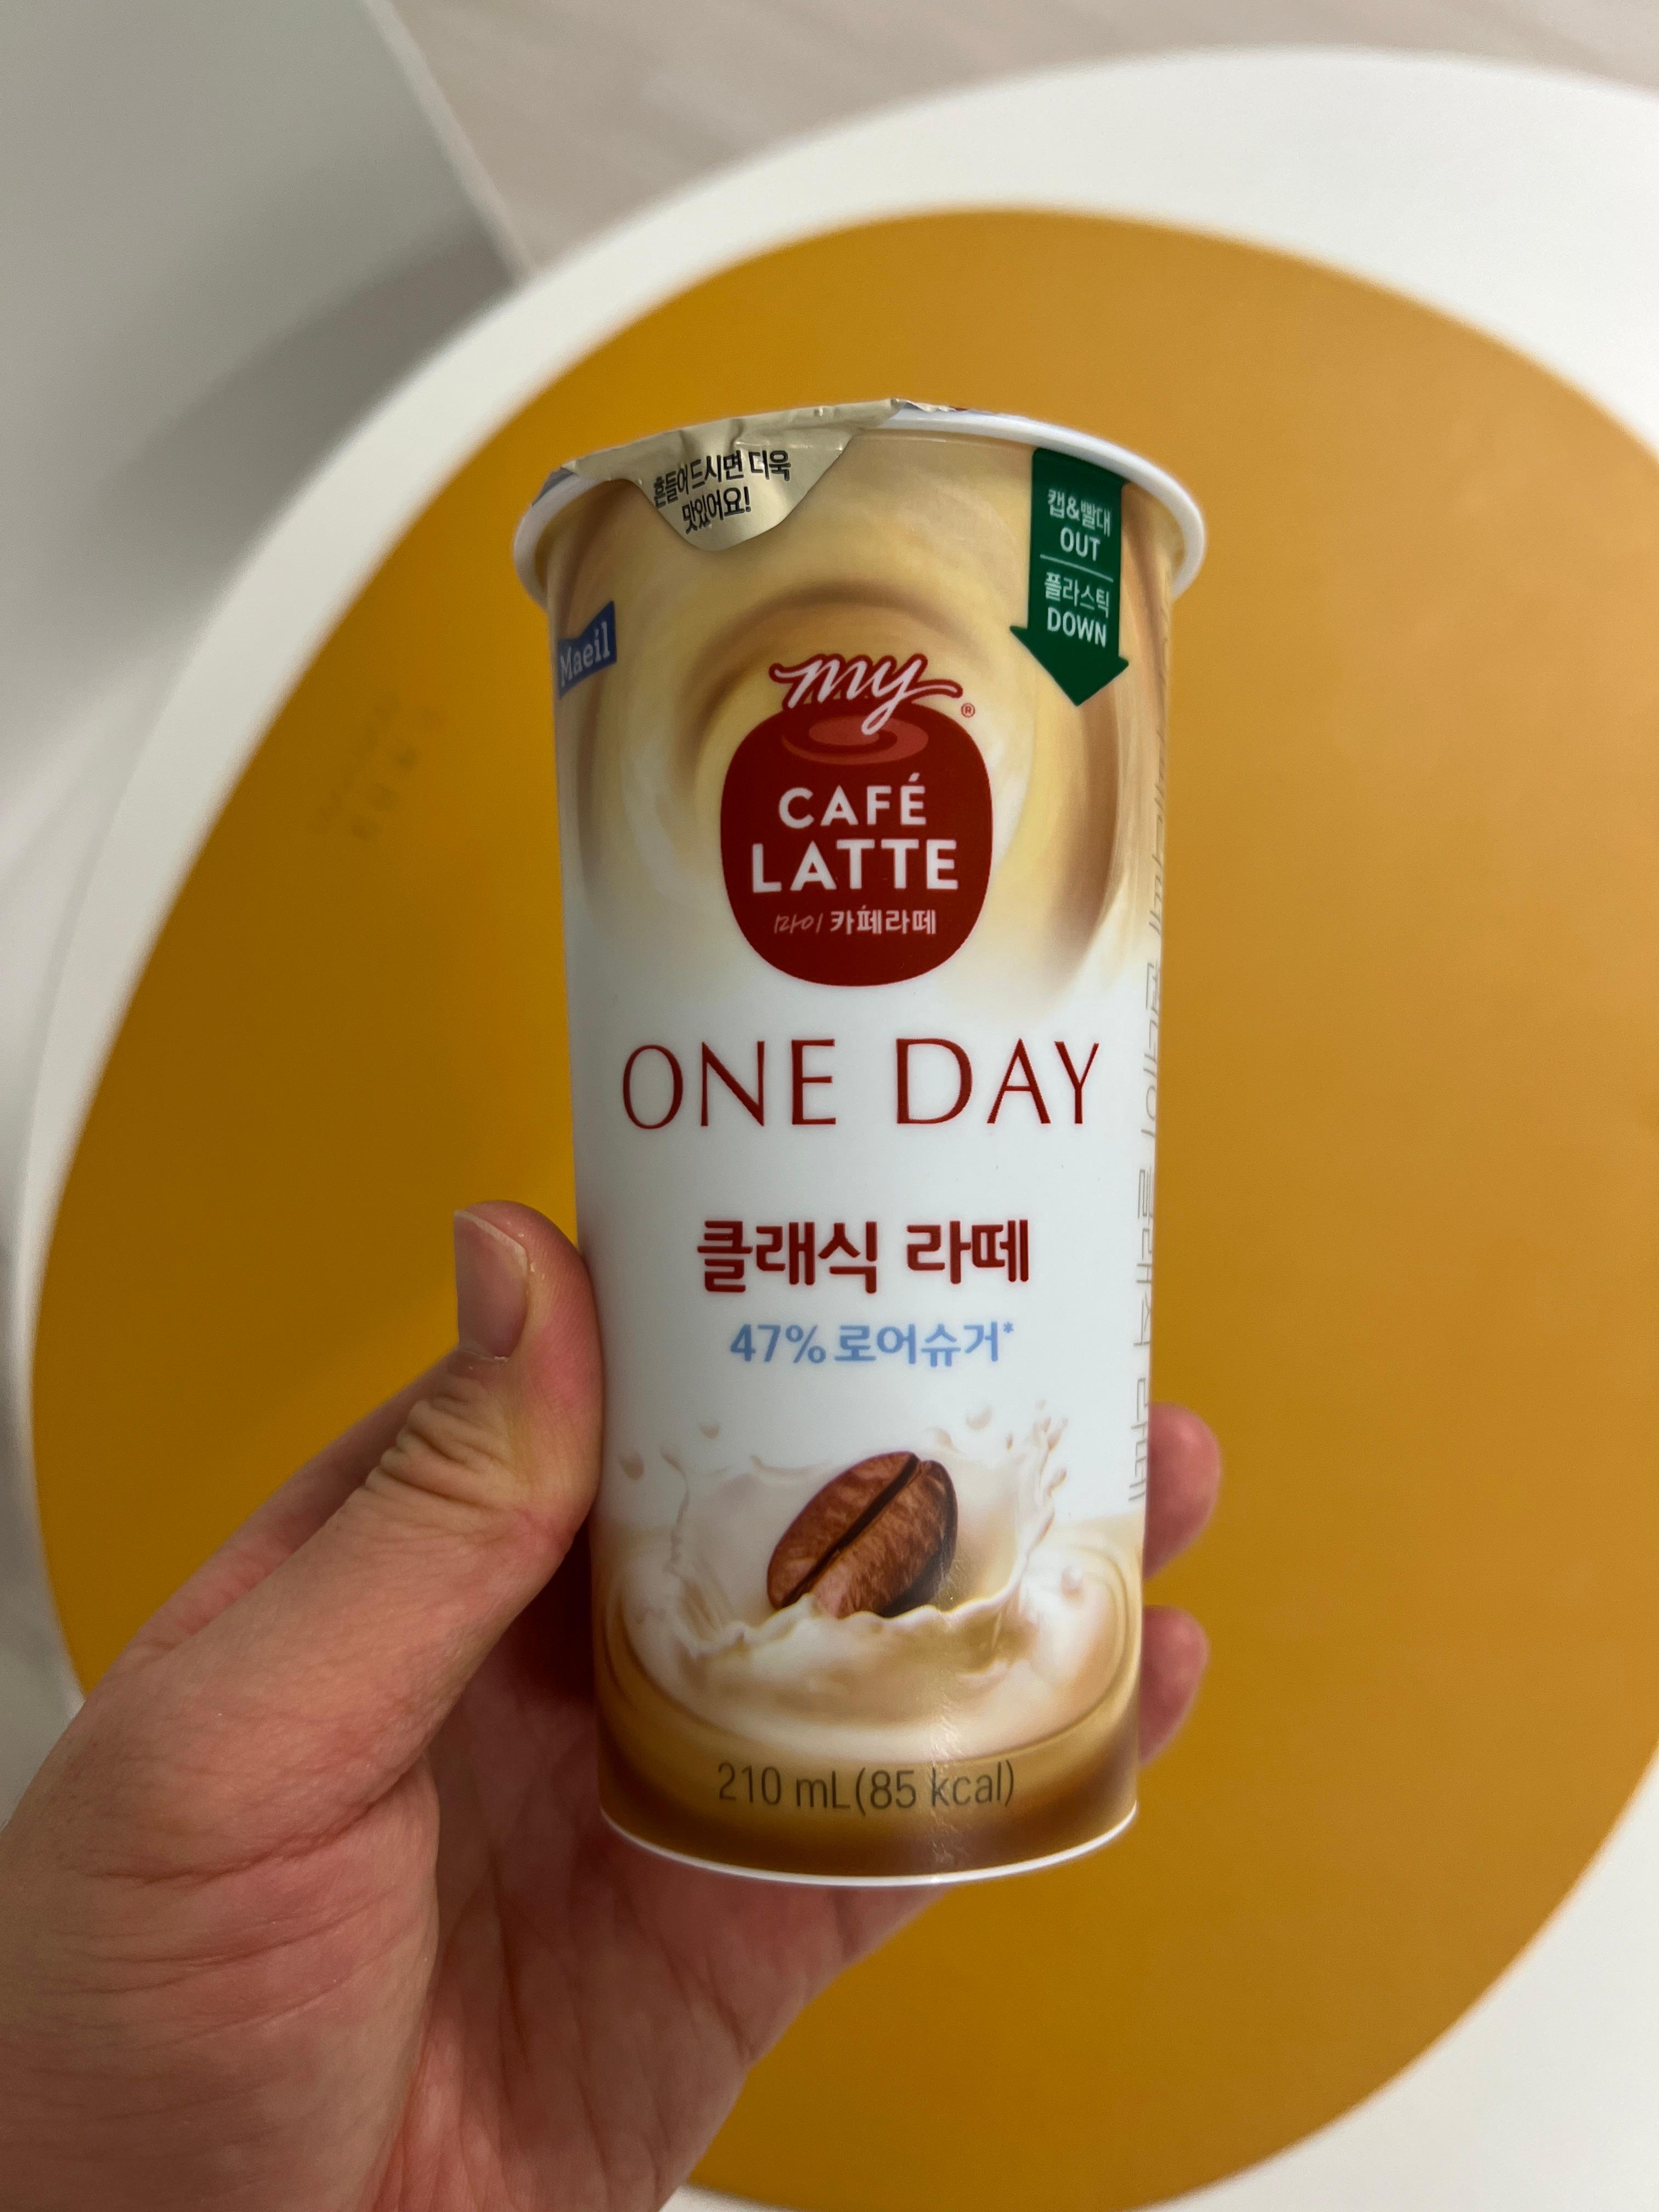 흔들어 드시면 더욱
맛있어요!
캡&빨대
OUT
플라스틱
DOWN
Maeil
my®
CAFÉ
LATTE
마이 카페라떼
ONE DAY
클래식 라떼
47% 로어슈거*
210 mL(85 kcal)